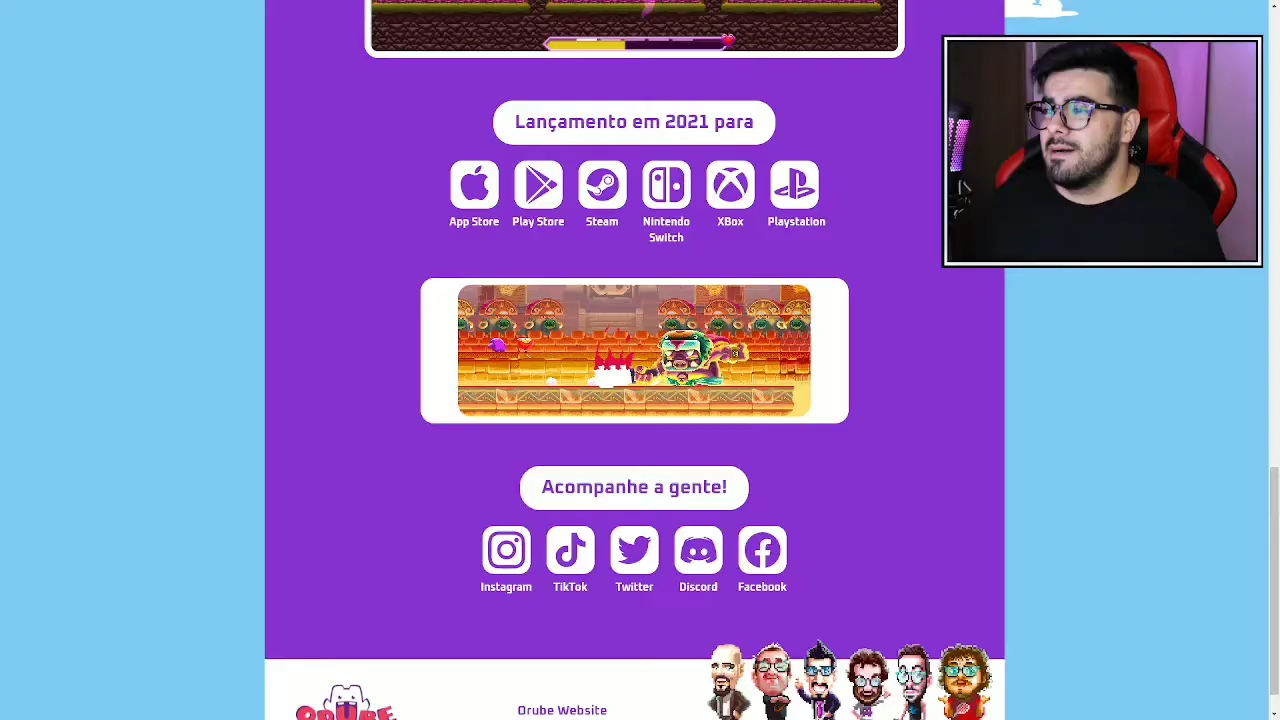 Lançamento em 2021 para
App Store
Play Store
Steam
Nintendo
Switch
XBox
Playstation
Acompanhe a gente!
Instagram
TikTok
Twitter
Discord
Facebook
ORUBE
Orube Website